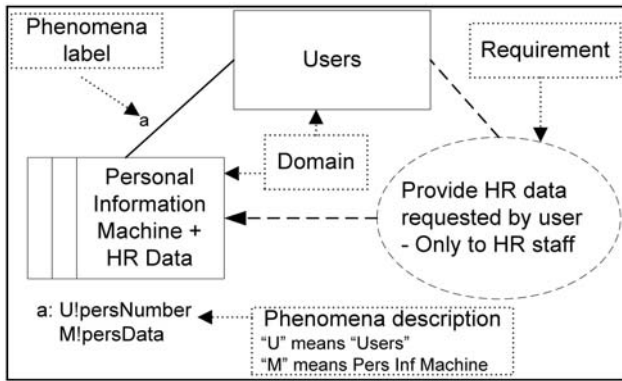 Phenomena
label
Users
Requirement
a
Domain
Personal
Information
Machine +
HR Data
Provide HR data
requested by user
- Only to HR staff
a: U!persNumber
M!persData
Phenomena description
“U” means “Users”
“M” means Pers Inf Machine